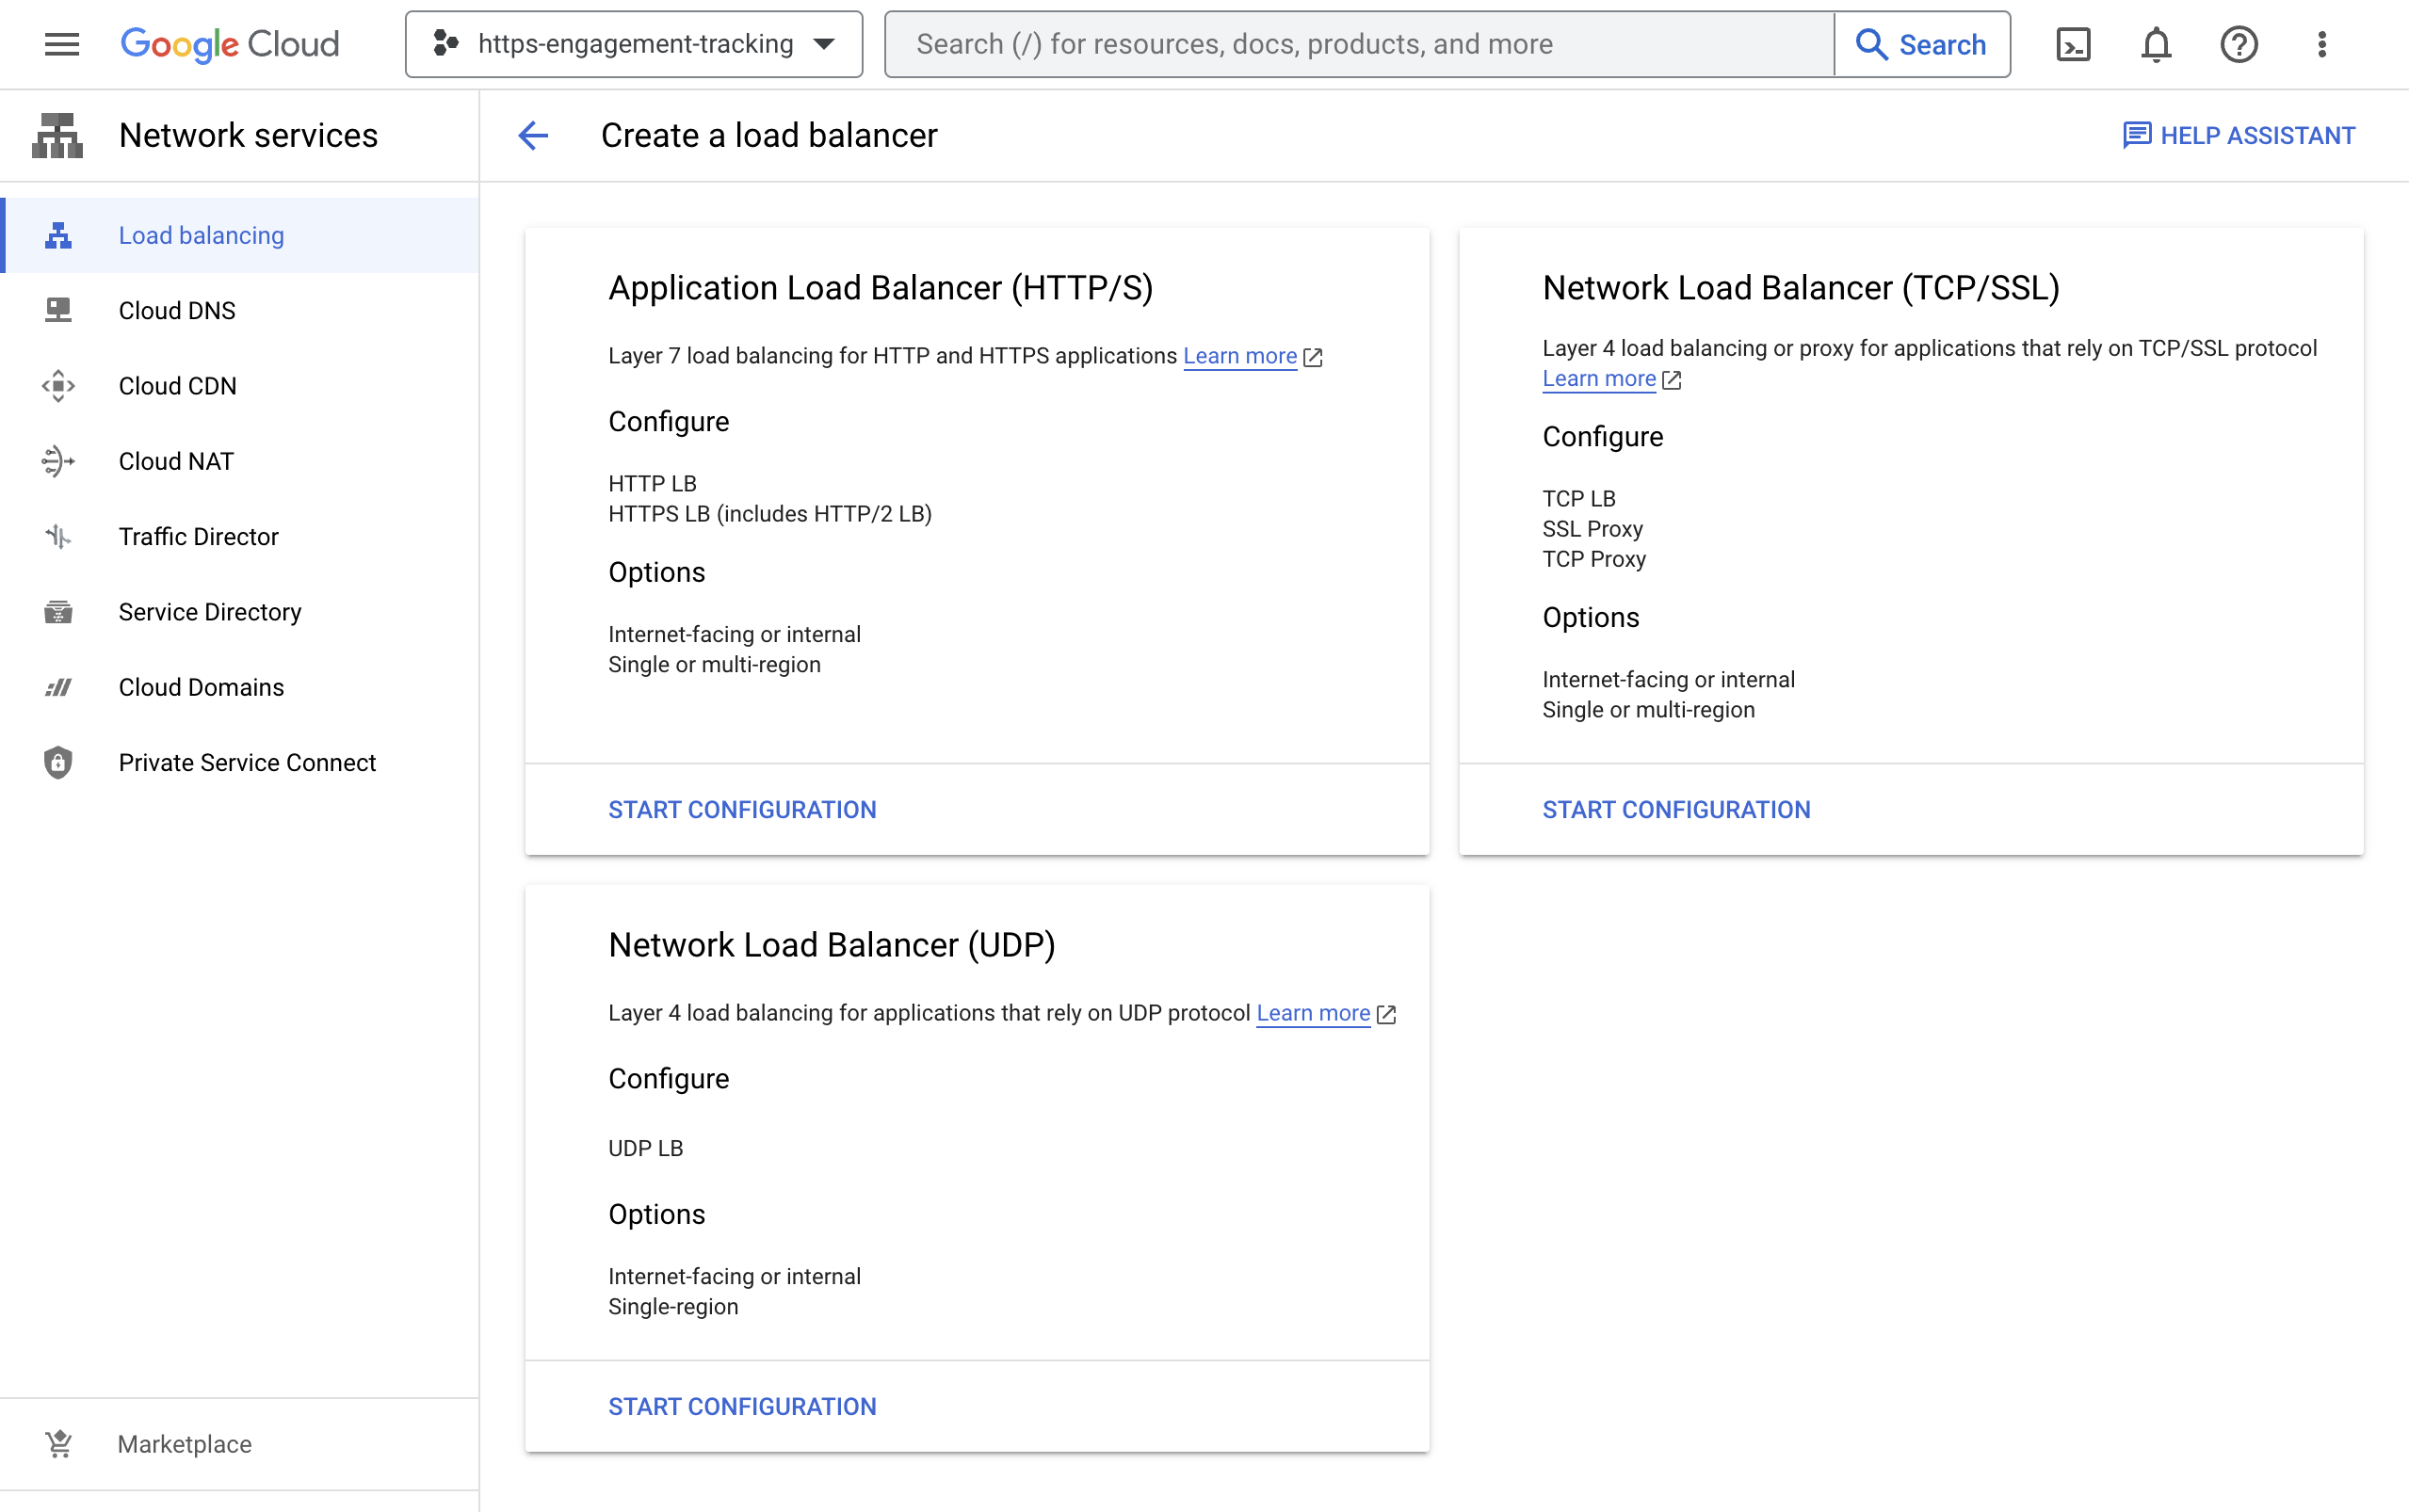 Google Cloud
https-engagement-tracking
Search (/) for resources, docs, products, and more
Search
Network services
Create a load balancer
HELP ASSISTANT
Load balancing
Cloud DNS
Cloud CDN
Cloud NAT
Traffic Director
Service Directory
Cloud Domains
Private Service Connect
Marketplace
Application Load Balancer (HTTP/S)
Layer 7 load balancing for HTTP and HTTPS applications Learn more
Configure
HTTP LB
HTTPS LB (includes HTTP/2 LB)
Options
Internet-facing or internal
Single or multi-region
START CONFIGURATION
Network Load Balancer (TCP/SSL)
Layer 4 load balancing or proxy for applications that rely on TCP/SSL protocol
Learn more
Configure
TCP LB
SSL Proxy
TCP Proxy
Options
Internet-facing or internal
Single or multi-region
START CONFIGURATION
Network Load Balancer (UDP)
Layer 4 load balancing for applications that rely on UDP protocol Learn more
Configure
UDP LB
Options
Internet-facing or internal
Single-region
START CONFIGURATION